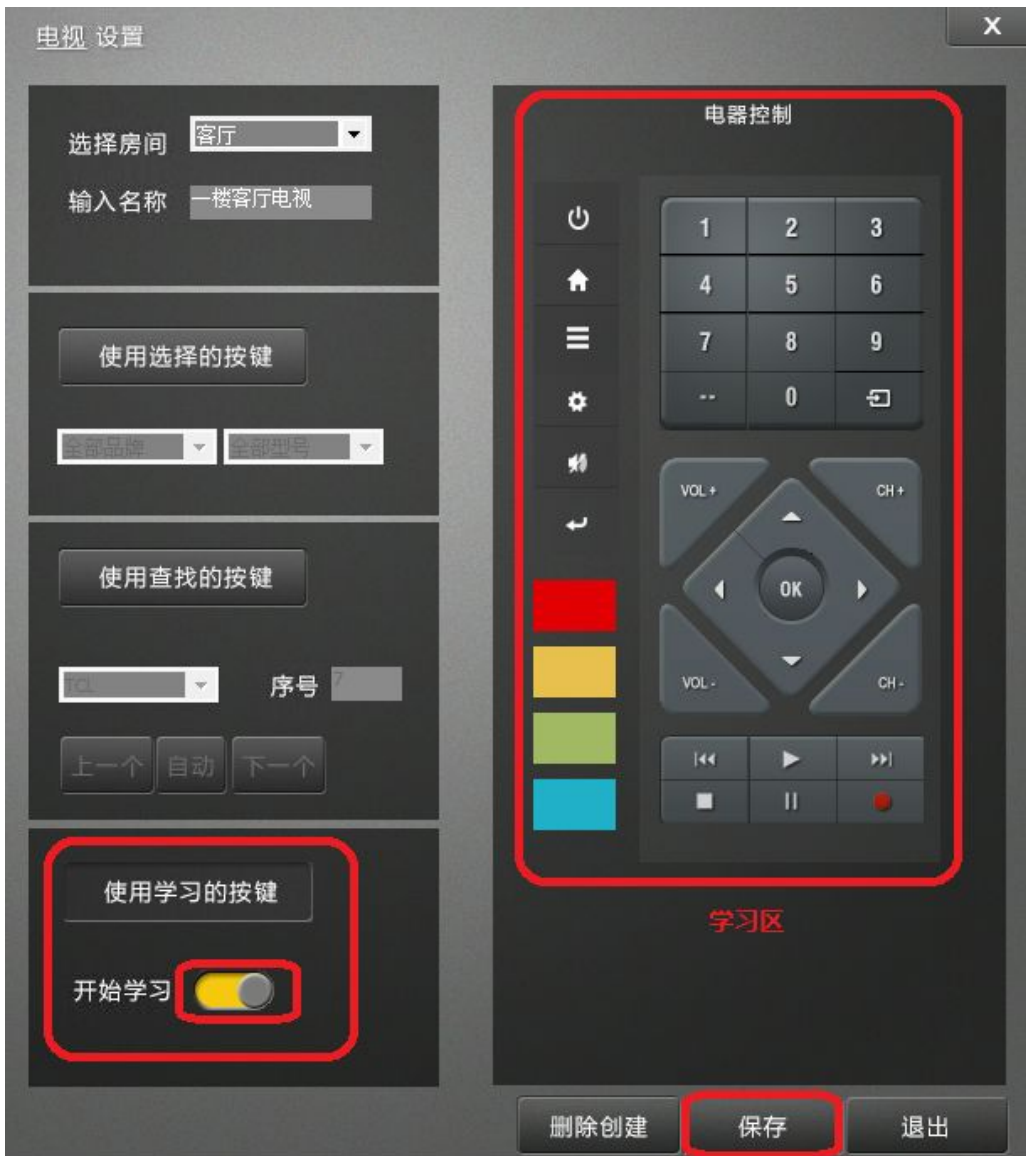 电视 设置
X
选择房间 客厅
输入名称 一楼客厅电视
使用选择的按键
全部品牌 全部型号
使用查找的按键
TCL 序号 7
上一个 自动 下一个
使用学习的按键
开始学习
电器控制
1 2 3
4 5 6
7 8 9
-- 0
VOL + CH +
OK
VOL - CH -
学习区
删除创建 保存 退出